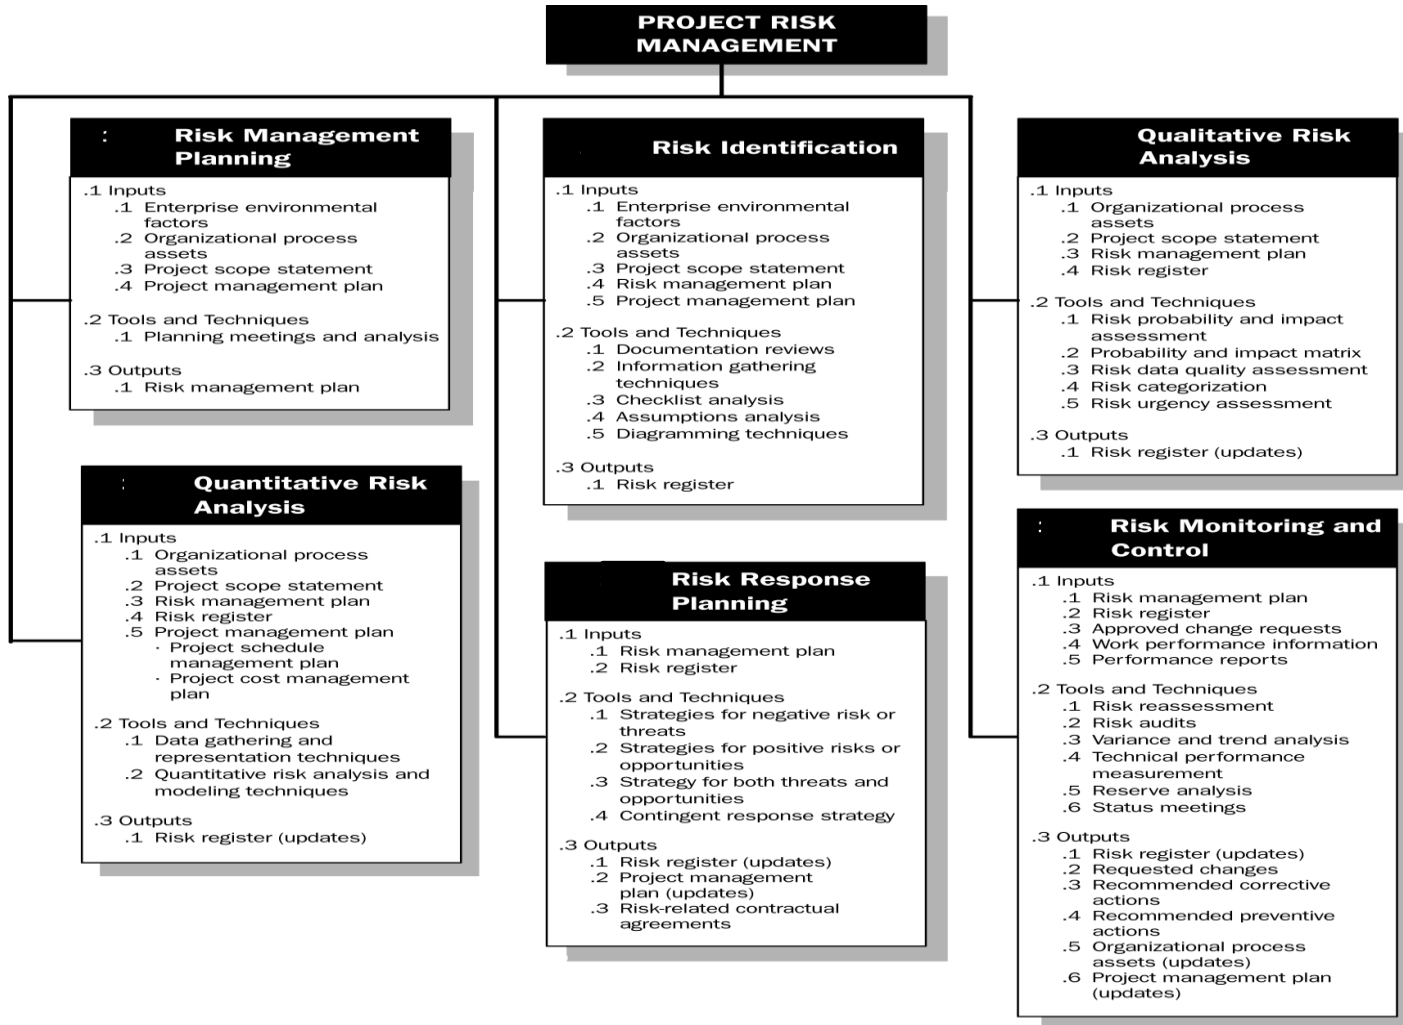 PROJECT RISK
MANAGEMENT
: Risk Management
Planning
.1 Inputs
.1 Enterprise environmental
factors
.2 Organizational process
assets
.3 Project scope statement
.4 Project management plan
.2 Tools and Techniques
.1 Planning meetings and analysis
.3 Outputs
.1 Risk management plan
Risk Identification
.1 Inputs
.1 Enterprise environmental
factors
.2 Organizational process
assets
.3 Project scope statement
.4 Risk management plan
.5 Project management plan
.2 Tools and Techniques
.1 Documentation reviews
.2 Information gathering
techniques
.3 Checklist analysis
.4 Assumptions analysis
.5 Diagramming techniques
.3 Outputs
.1 Risk register
Qualitative Risk
Analysis
.1 Inputs
.1 Organizational process
assets
.2 Project scope statement
.3 Risk management plan
.4 Risk register
.2 Tools and Techniques
.1 Risk probability and impact
assessment
.2 Probability and impact matrix
.3 Risk data quality assessment
.4 Risk categorization
.5 Risk urgency assessment
.3 Outputs
.1 Risk register (updates)
: Quantitative Risk
Analysis
.1 Inputs
.1 Organizational process
assets
.2 Project scope statement
.3 Risk management plan
.4 Risk register
.5 Project management plan
· Project schedule
management plan
· Project cost management
plan
.2 Tools and Techniques
.1 Data gathering and
representation techniques
.2 Quantitative risk analysis and
modeling techniques
.3 Outputs
.1 Risk register (updates)
Risk Response
Planning
.1 Inputs
.1 Risk management plan
.2 Risk register
.2 Tools and Techniques
.1 Strategies for negative risk or
threats
.2 Strategies for positive risks or
opportunities
.3 Strategy for both threats and
opportunities
.4 Contingent response strategy
.3 Outputs
.1 Risk register (updates)
.2 Project management
plan (updates)
.3 Risk-related contractual
agreements
: Risk Monitoring and
Control
.1 Inputs
.1 Risk management plan
.2 Risk register
.3 Approved change requests
.4 Work performance information
.5 Performance reports
.2 Tools and Techniques
.1 Risk reassessment
.2 Risk audits
.3 Variance and trend analysis
.4 Technical performance
measurement
.5 Reserve analysis
.6 Status meetings
.3 Outputs
.1 Risk register (updates)
.2 Requested changes
.3 Recommended corrective
actions
.4 Recommended preventive
actions
.5 Organizational process
assets (updates)
.6 Project management plan
(updates)